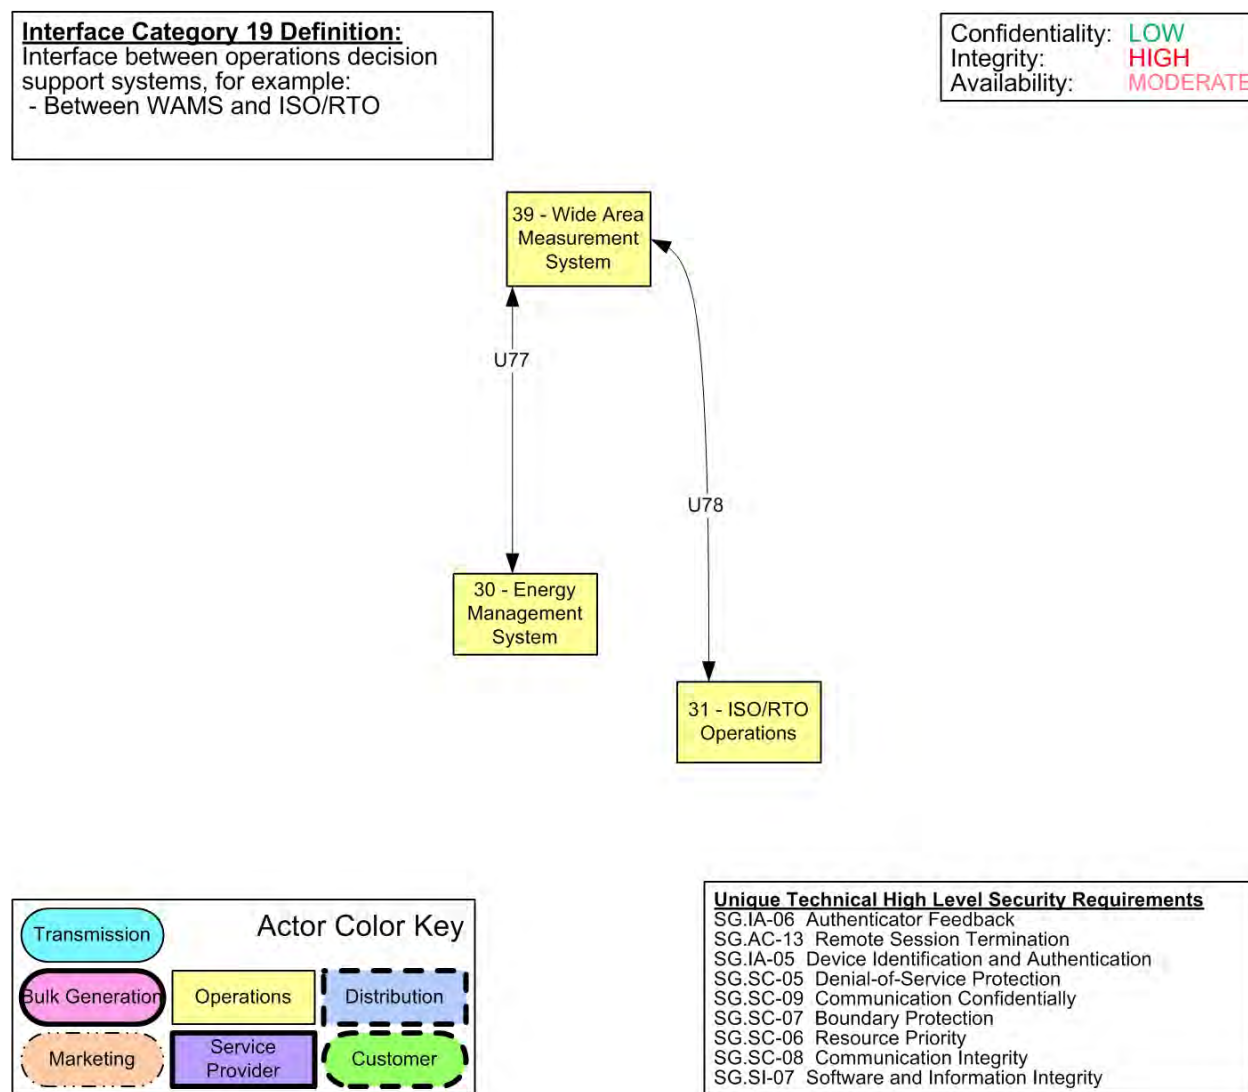 Interface Category 19 Definition:
Interface between operations decision
support systems, for example:
- Between WAMS and ISO/RTO
Confidentiality: LOW
Integrity: HIGH
Availability: MODERATE
39 - Wide Area
Measurement
System
U77
U78
30 - Energy
Management
System
31 - ISO/RTO
Operations
Actor Color Key
Transmission
Bulk Generation
Operations
Distribution
Marketing
Service
Provider
Customer
Unique Technical High Level Security Requirements
SG.IA-06 Authenticator Feedback
SG.AC-13 Remote Session Termination
SG.IA-05 Device Identification and Authentication
SG.SC-05 Denial-of-Service Protection
SG.SC-09 Communication Confidentially
SG.SC-07 Boundary Protection
SG.SC-06 Resource Priority
SG.SC-08 Communication Integrity
SG.SI-07 Software and Information Integrity